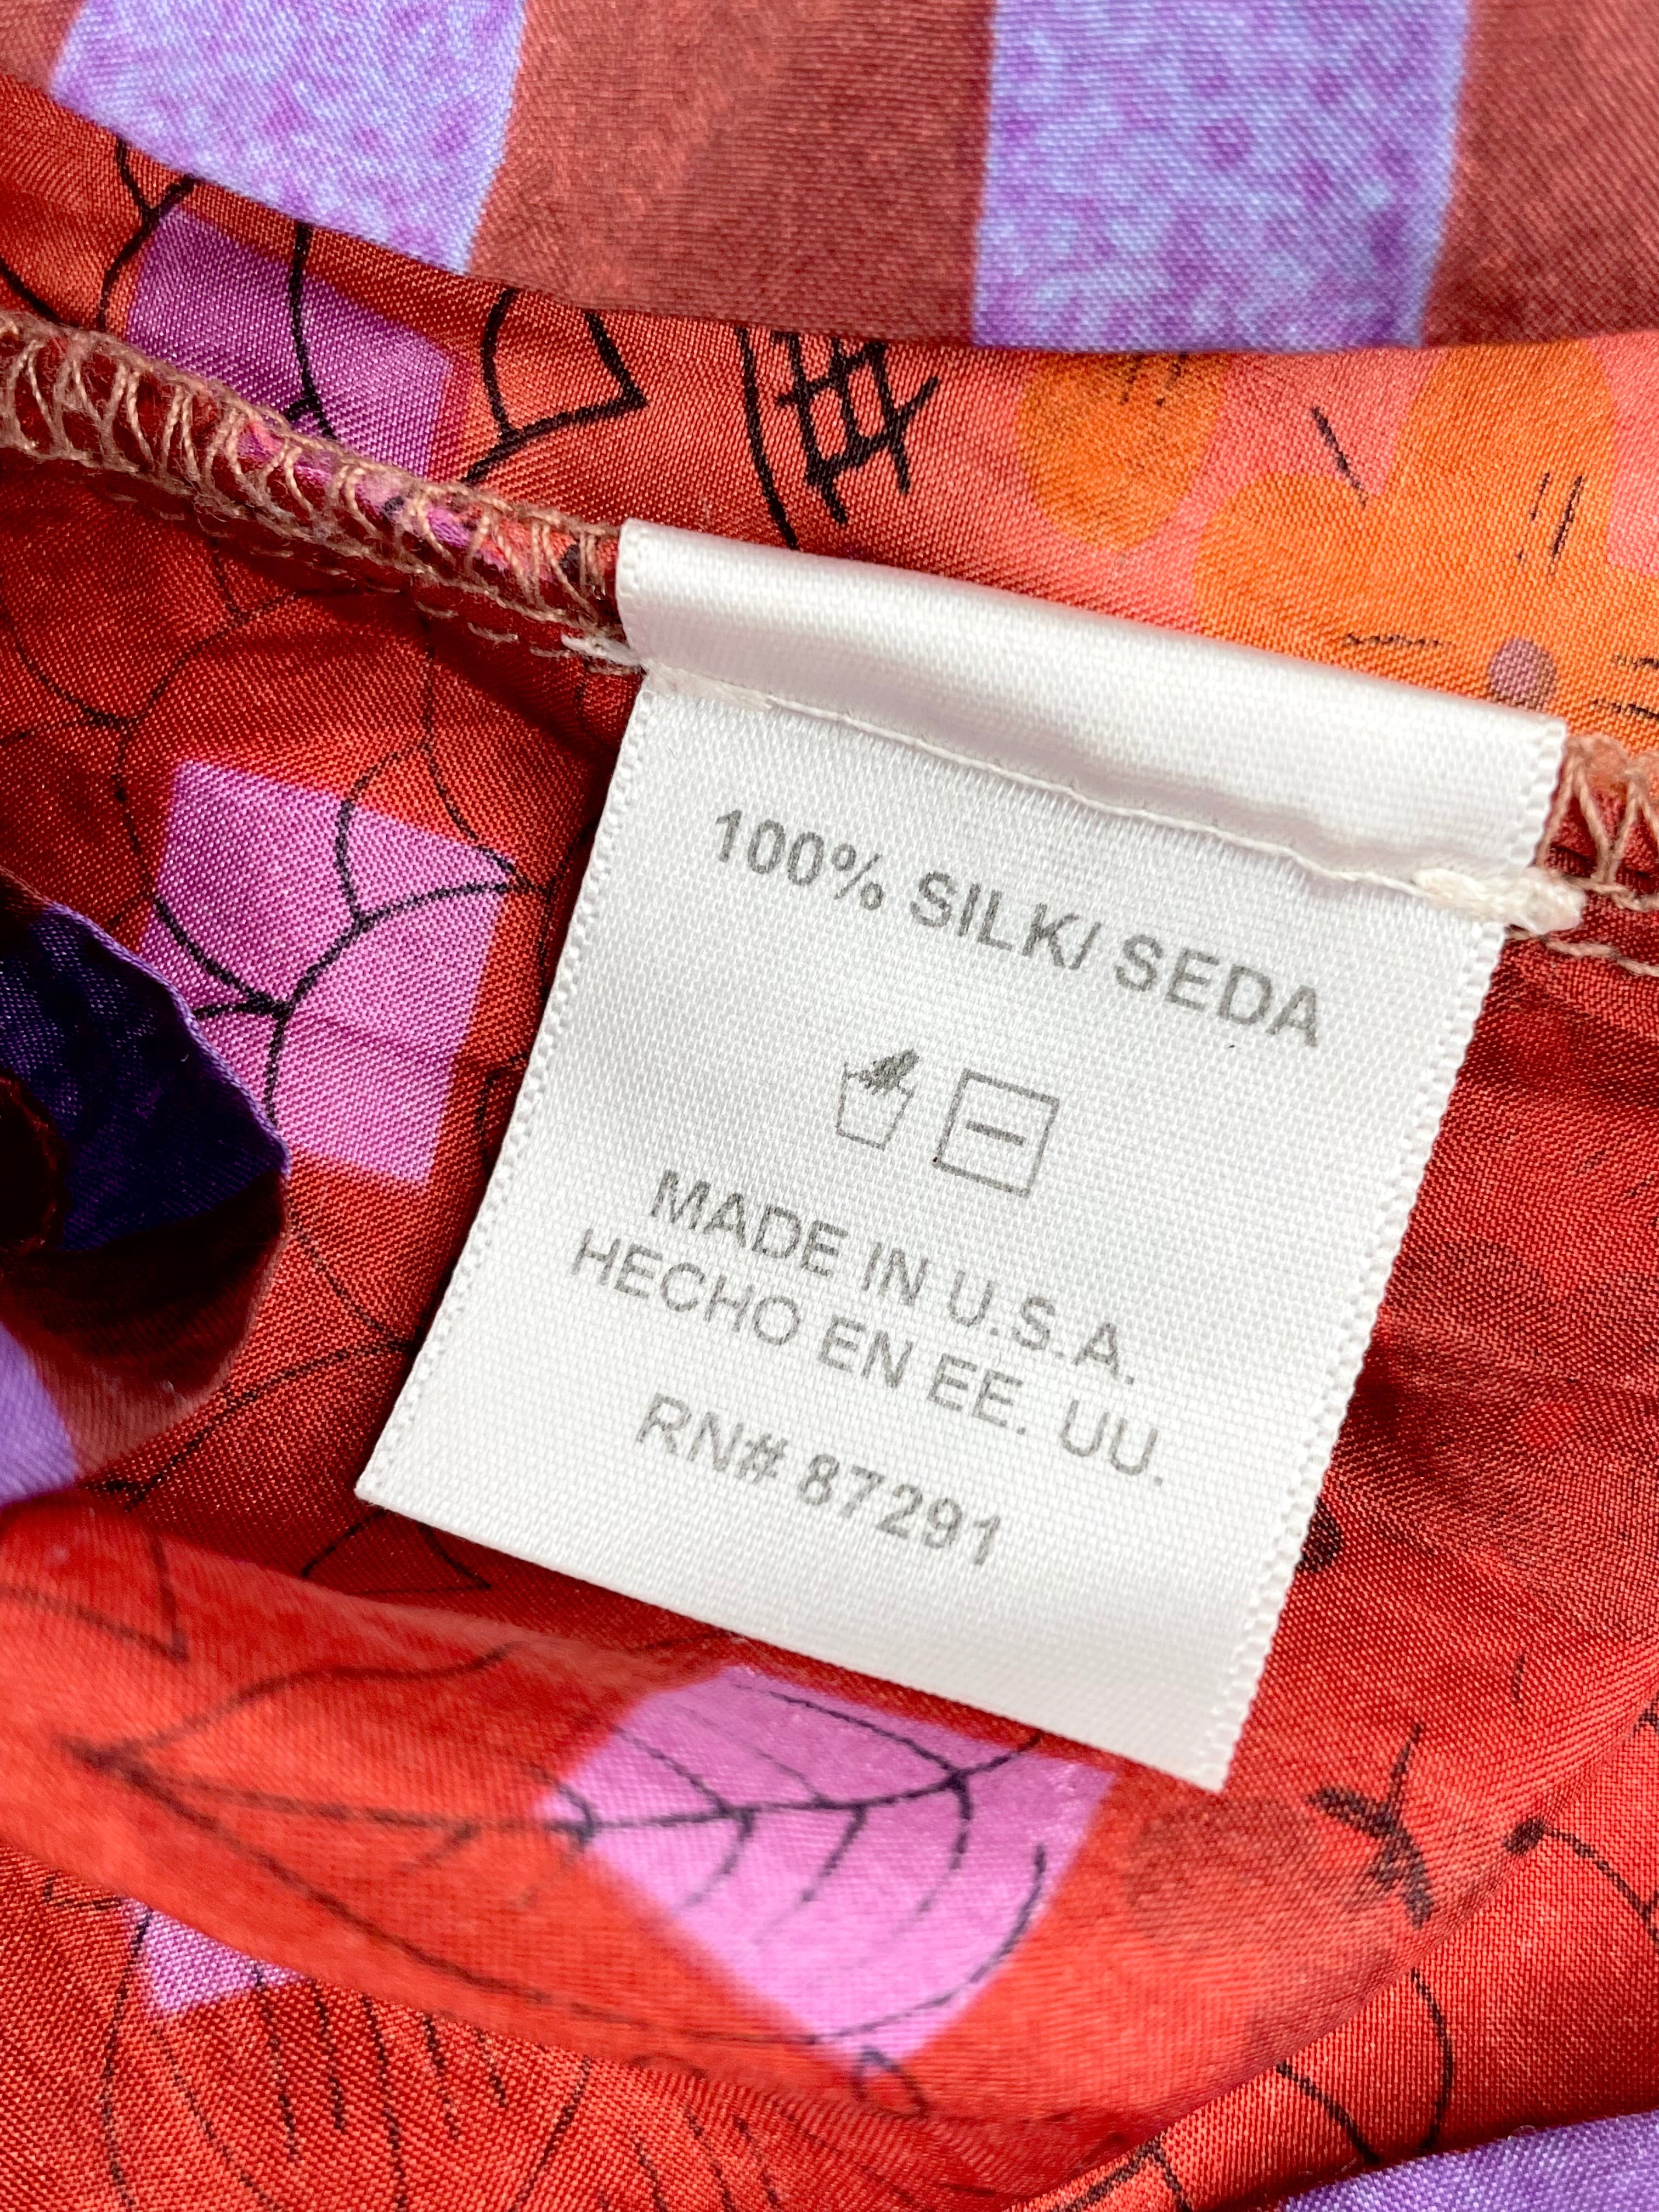 100% SILK/ SEDA
MADE IN U.S.A.
HECHO EN EE. UU.
RN# 87291